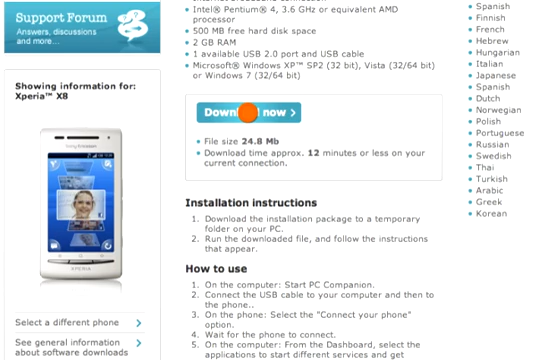 Support Forum
Answers, discussions
and more...
Showing information for:
Xperia™ X8
Sony Ericsson
XPERIA
Select a different phone
See general information
about software downloads
Intel® Pentium® 4, 3.6 GHz or equivalent AMD
processor
500 MB free hard disk space
2 GB RAM
1 available USB 2.0 port and USB cable
Microsoft® Windows XP™ SP2 (32 bit), Vista (32/64 bit)
or Windows 7 (32/64 bit)
Download now
File size 24.8 Mb
Download time approx. 12 minutes or less on your
current connection.
Installation instructions
1. Download the installation package to a temporary
folder on your PC.
2. Run the downloaded file, and follow the instructions
that appear.
How to use
1. On the computer: Start PC Companion.
2. Connect the USB cable to your computer and then to
the phone..
3. On the phone: Select the "Connect your phone"
option.
4. Wait for the phone to connect.
5. On the computer: From the Dashboard, select the
applications to start different services and get
Spanish
Finnish
French
Hebrew
Hungarian
Italian
Japanese
Spanish
Dutch
Norwegian
Polish
Portuguese
Russian
Swedish
Thai
Turkish
Arabic
Greek
Korean